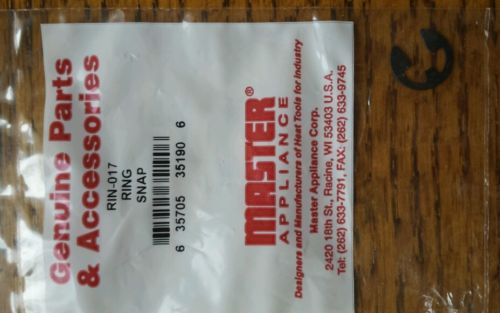 Genuine Parts
& Accessories
RIN-017
RING
SNAP
6 35705 35190 6
MASTER®
APPLIANCE
Designers and Manufacturers of Heat Tools for Industry
Master Appliance Corp.
2420 18th St., Racine, WI 53403 U.S.A.
Tel: (262) 633-7791, FAX: (262) 633-9745